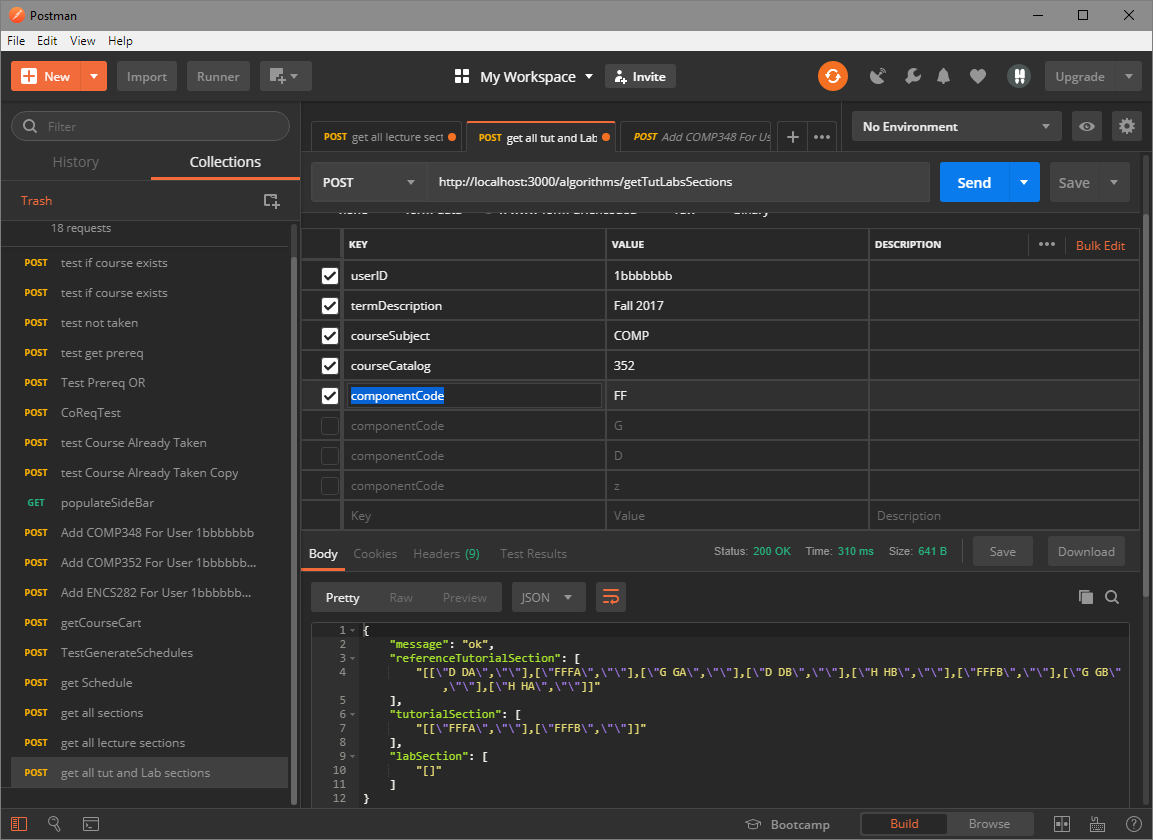 Postman
File Edit View Help
New Import Runner My Workspace Invite Upgrade
Filter
History Collections
Trash
18 requests
POST test if course exists
POST test if course exists
POST test not taken
POST test get prereq
POST Test Prereq OR
POST CoReqTest
POST test Course Already Taken
POST test Course Already Taken Copy
GET populateSideBar
POST Add COMP348 For User 1bbbbbbb
POST Add COMP352 For User 1bbbbbb...
POST Add ENCS282 For User 1bbbbbb...
POST getCourseCart
POST TestGenerateSchedules
POST get Schedule
POST get all sections
POST get all lecture sections
POST get all tut and Lab sections
POST get all lecture sect POST get all tut and Lab POST Add COMP348 For Us
No Environment
POST http://localhost:3000/algorithms/getTutLabsSections Send Save
KEY VALUE DESCRIPTION Bulk Edit
userID 1bbbbbbb
termDescription Fall 2017
courseSubject COMP
courseCatalog 352
componentCode FF
componentCode G
componentCode D
componentCode z
Key Value Description
Body Cookies Headers (9) Test Results Status: 200 OK Time: 310 ms Size: 641 B Save Download
Pretty Raw Preview JSON
1 {
2 "message": "ok",
3 "referenceTutorialSection": [
4 "[[\"D DA\",\"\"],[\"FFFA\",\"\"],[\"G GA\",\"\"],[\"D DB\",\"\"],[\"H HB\",\"\"],[\"FFFB\",\"\"],[\"G GB\"
,\"\"],[\"H HA\",\"\"]]"
5 ],
6 "tutorialSection": [
7 "[[\"FFFA\",\"\"],[\"FFFB\",\"\"]]"
8 ],
9 "labSection": [
10 "[]"
11 ]
12 }
Bootcamp Build Browse